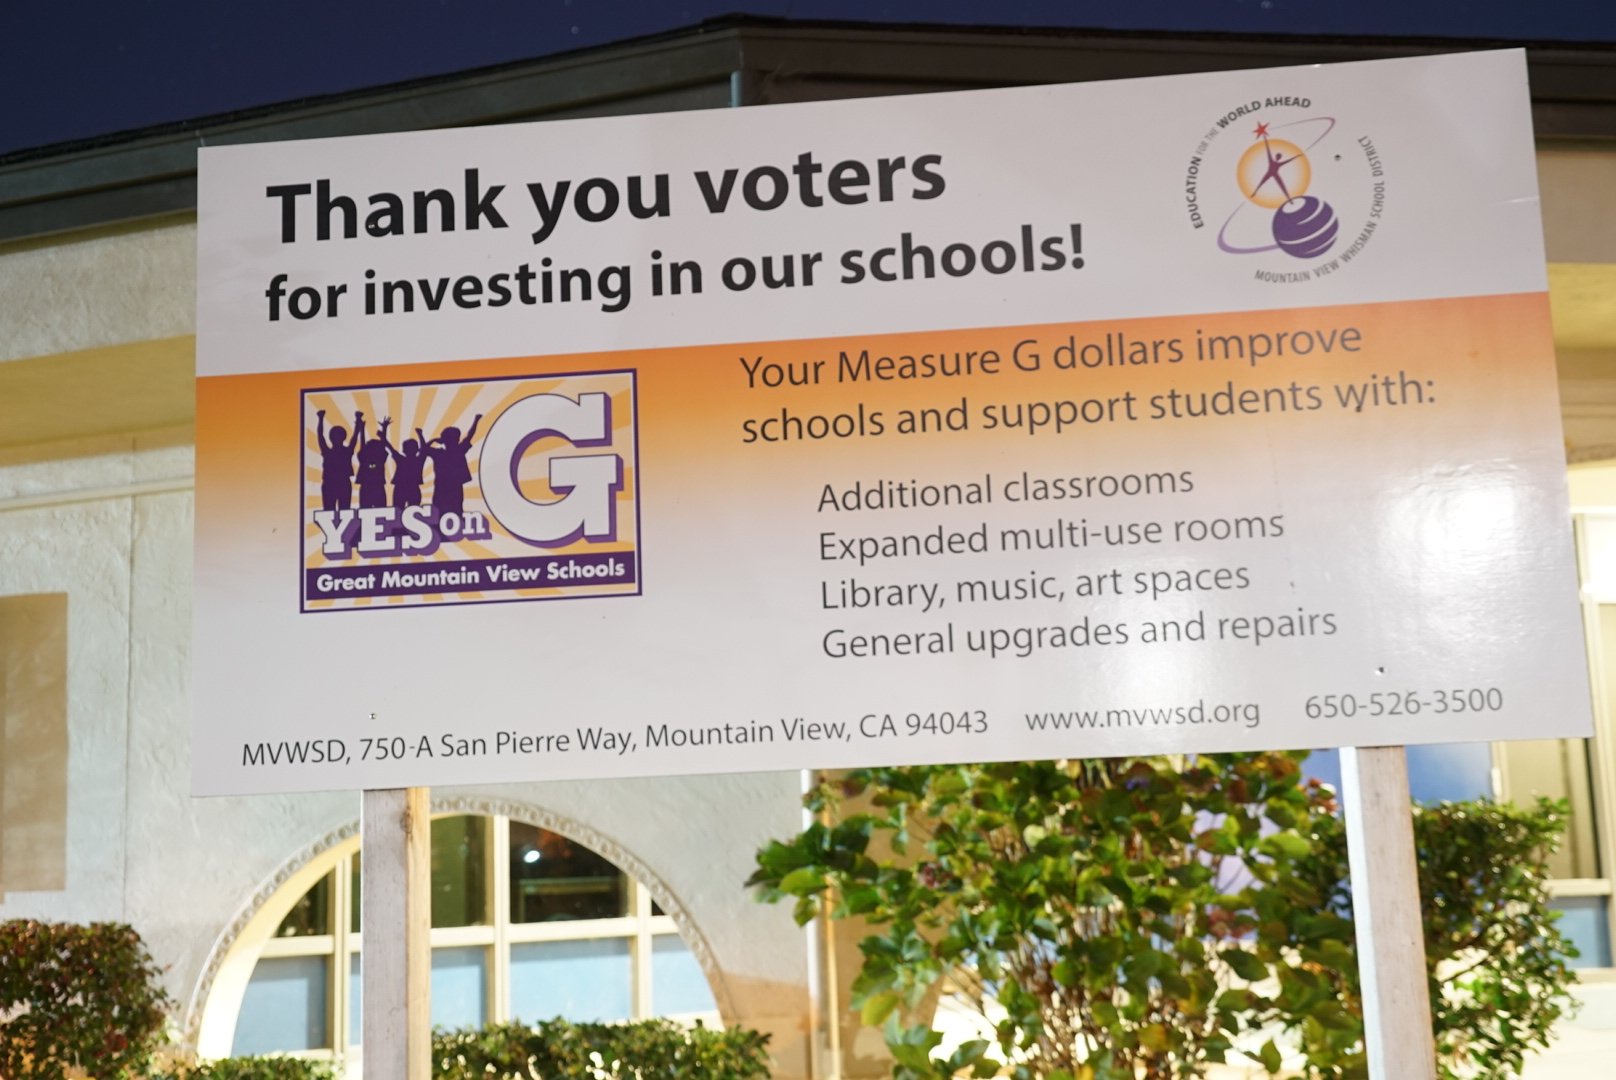 Thank you voters
for investing in our schools!
EDUCATION FOR THE WORLD AHEAD
MOUNTAIN VIEW WHISMAN SCHOOL DISTRICT
YES on G
Great Mountain View Schools
Your Measure G dollars improve
schools and support students with:
Additional classrooms
Expanded multi-use rooms
Library, music, art spaces
General upgrades and repairs
MVWSD, 750-A San Pierre Way, Mountain View, CA 94043 www.mvwsd.org 650-526-3500